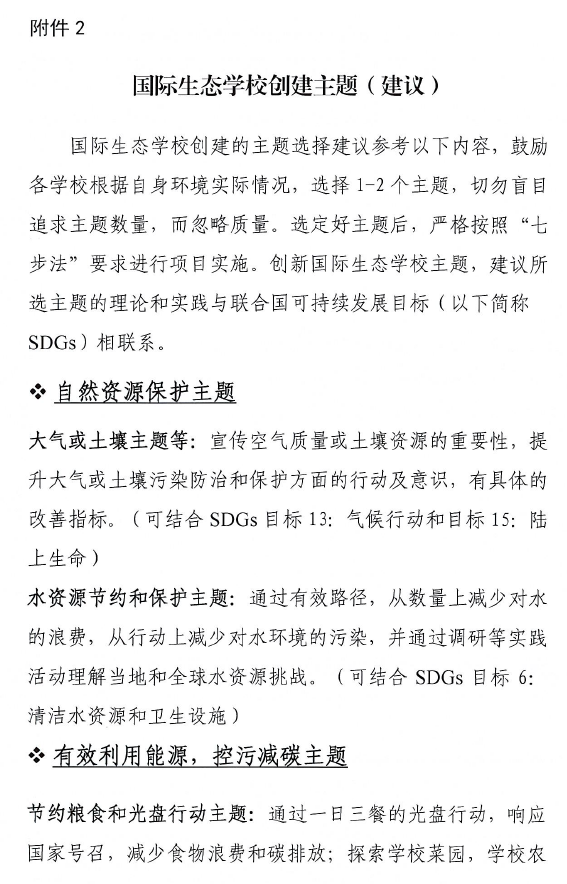 附件 2
国际生态学校创建主题（建议）
国际生态学校创建的主题选择建议参考以下内容，鼓励
各学校根据自身环境实际情况，选择 1-2 个主题，切勿盲目
追求主题数量，而忽略质量。选定好主题后，严格按照“七
步法”要求进行项目实施。创新国际生态学校主题，建议所
选主题的理论和实践与联合国可持续发展目标（以下简称
SDGs）相联系。
❖ 自然资源保护主题
大气或土壤主题等：宣传空气质量或土壤资源的重要性，提
升大气或土壤污染防治和保护方面的行动及意识，有具体的
改善指标。（可结合 SDGs 目标 13：气候行动和目标 15：陆
上生命）
水资源节约和保护主题：通过有效路径，从数量上减少对水
的浪费，从行动上减少对水环境的污染，并通过调研等实践
活动理解当地和全球水资源挑战。（可结合 SDGs 目标 6：
清洁水资源和卫生设施）
❖ 有效利用能源，控污减碳主题
节约粮食和光盘行动主题：通过一日三餐的光盘行动，响应
国家号召，减少食物浪费和碳排放；探索学校菜园，学校农